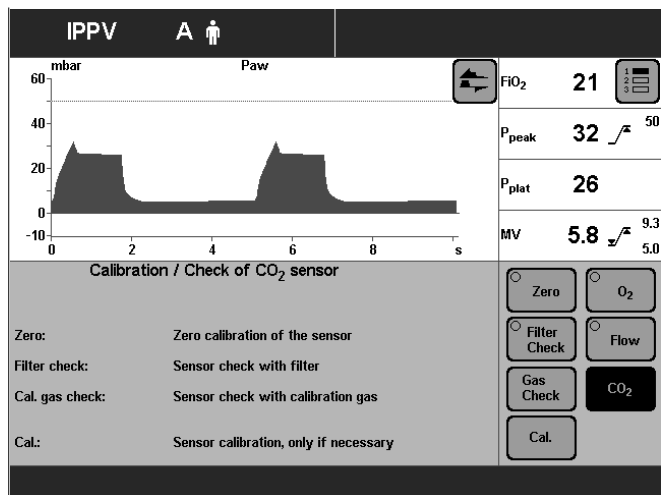 IPPV A
mbar Paw
60
40
20
0
-10
0 2 4 6 8 s
1
2
3
FiO2 21
Ppeak 32 50
Pplat 26
MV 5.8 9.3
5.0
Calibration / Check of CO2 sensor
Zero: Zero calibration of the sensor
Filter check: Sensor check with filter
Cal. gas check: Sensor check with calibration gas
Cal.: Sensor calibration, only if necessary
Zero O2
Filter Check Flow
Gas Check CO2
Cal.